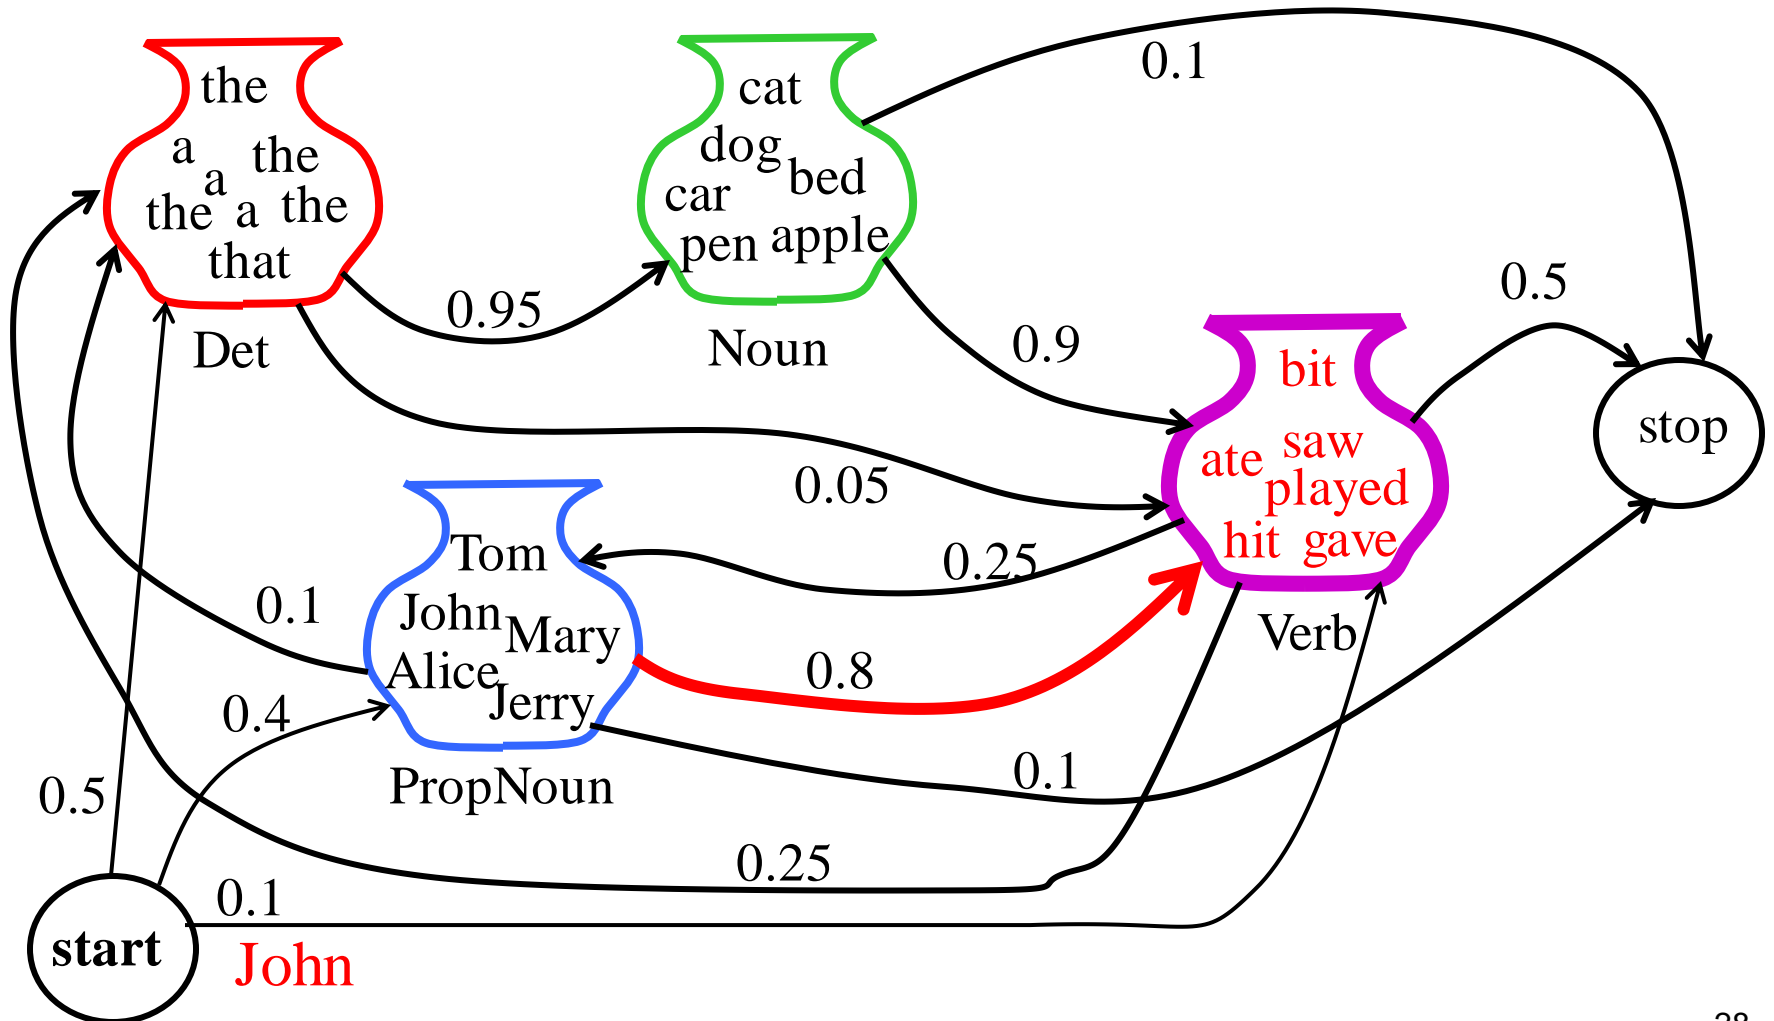 the
a the
a
the a the
that
Det
0.95
cat
dog
bed
car
apple
pen
Noun
0.1
0.9
0.5
bit
saw
ate
played
hit gave
Verb
stop
0.05
0.25
Tom
John
Mary
Alice
Jerry
PropNoun
0.1
0.4
0.8
0.1
0.5
0.25
0.1
start
John